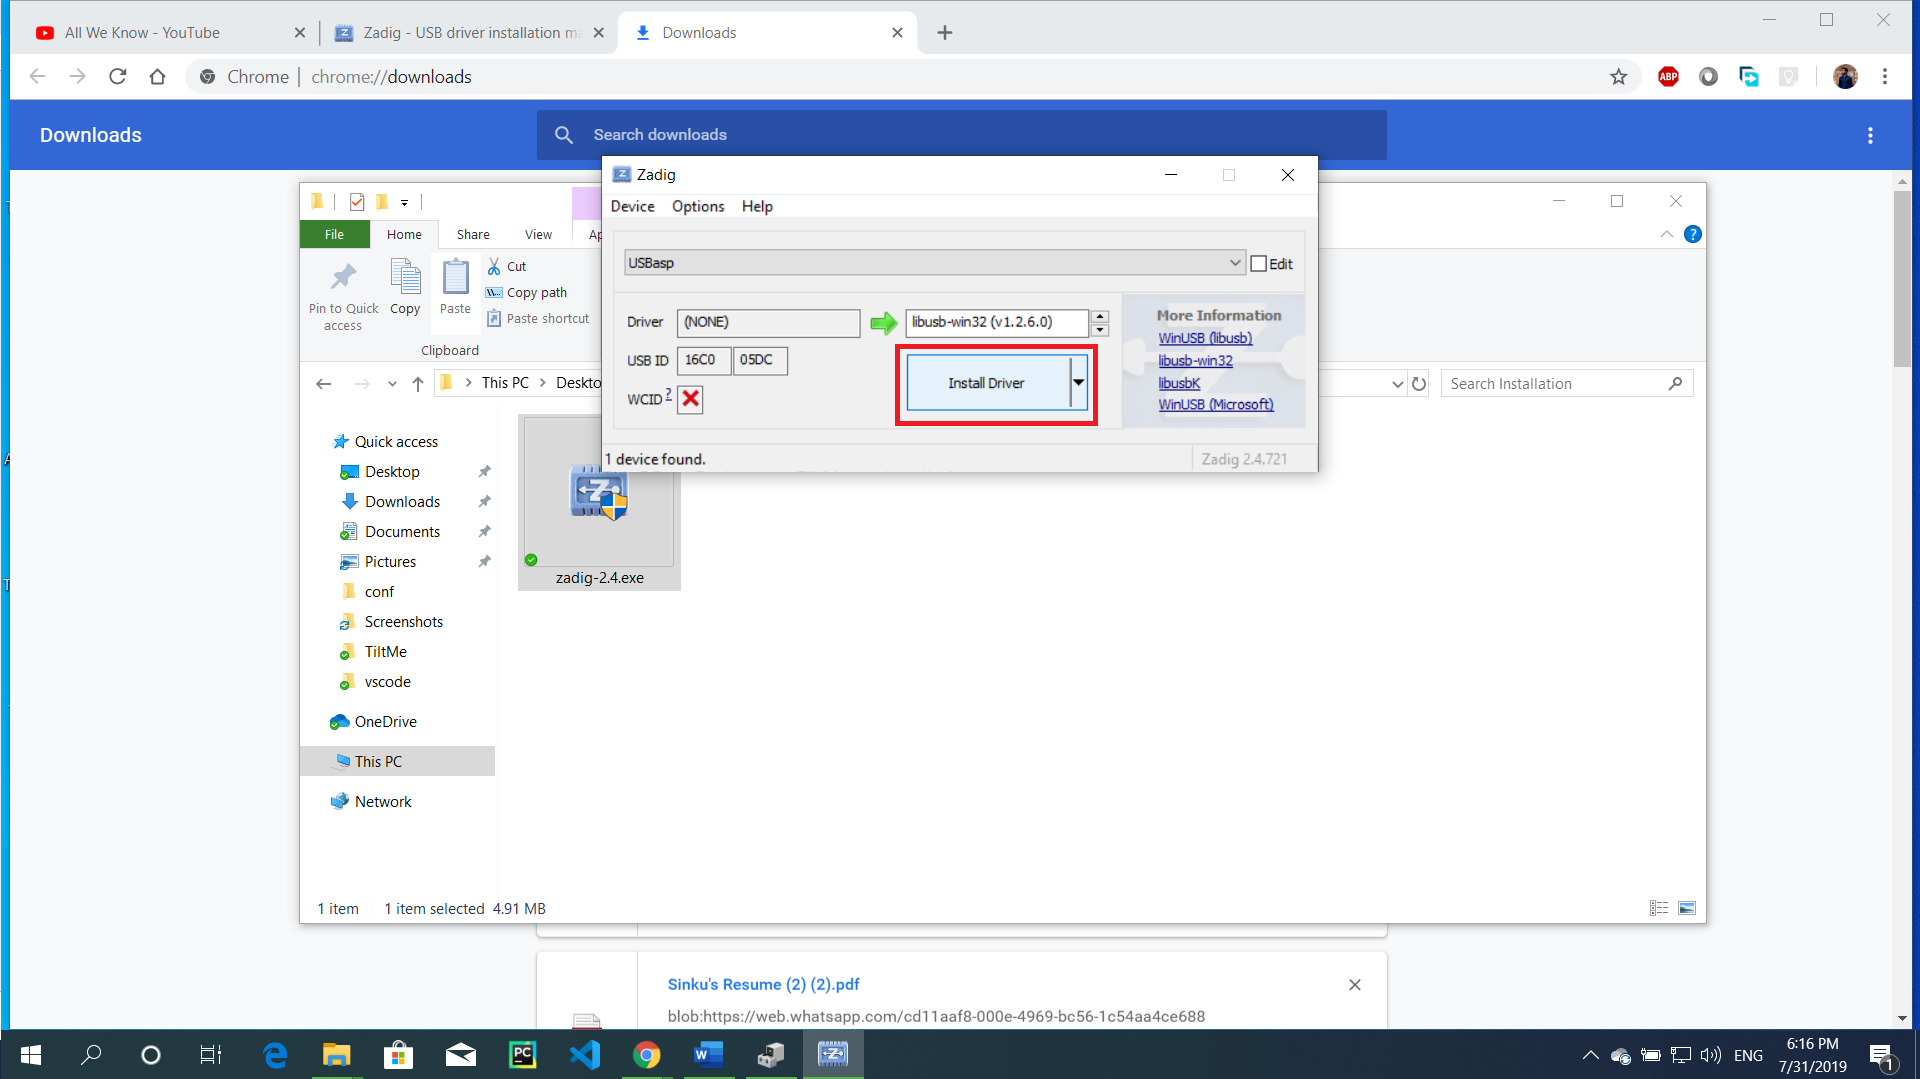 All We Know - YouTube
Zadig - USB driver installation ma
Downloads
Chrome
chrome://downloads
ABP
Downloads
Search downloads
Zadig
Device Options Help
USBasp
Edit
Driver (NONE)
libusb-win32 (v1.2.6.0)
USB ID 16C0 05DC
WCID ?
Install Driver
More Information
WinUSB (libusb)
libusb-win32
libusbK
WinUSB (Microsoft)
1 device found.
Zadig 2.4.721
File Home Share View Ap
Pin to Quick
access
Copy
Paste
Cut
Copy path
Paste shortcut
Clipboard
This PC
Deskto
Search Installation
Quick access
Desktop
Downloads
Documents
Pictures
conf
Screenshots
TiltMe
vscode
OneDrive
This PC
Network
zadig-2.4.exe
1 item
1 item selected 4.91 MB
Sinku's Resume (2) (2).pdf
blob:https://web.whatsapp.com/cd11aaf8-000e-4969-bc56-1c54aa4ce688
ENG
6:16 PM
7/31/2019
1